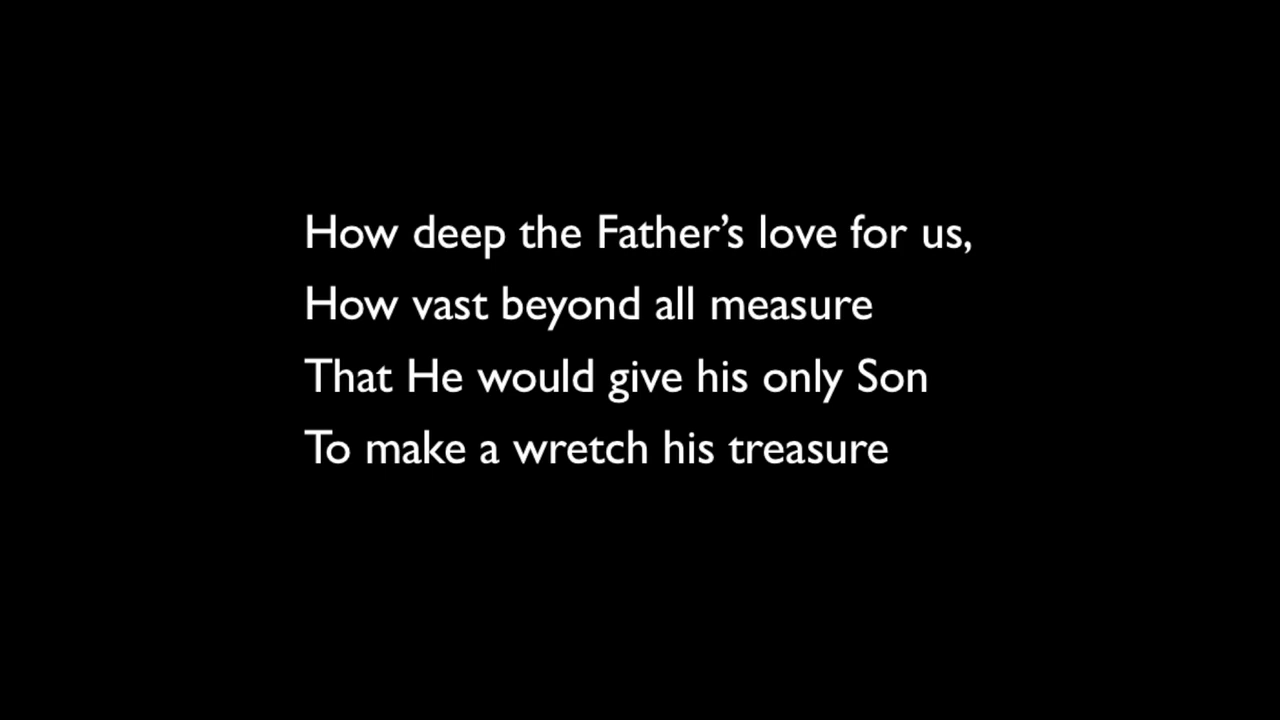 How deep the Father’s love for us,
How vast beyond all measure
That He would give his only Son
To make a wretch his treasure